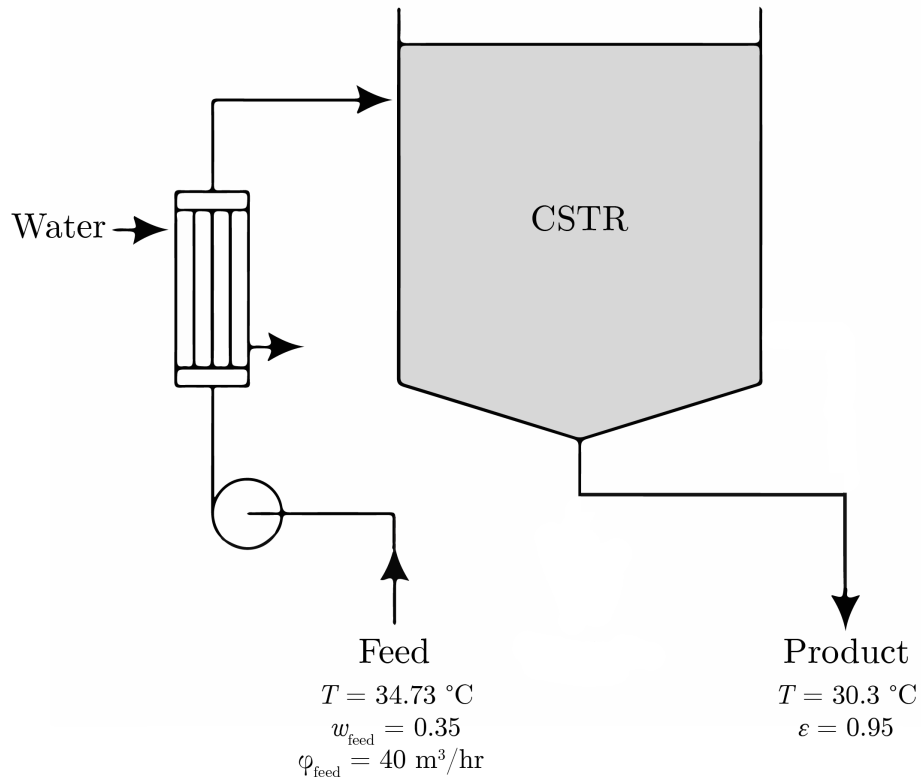 CSTR
Water
Feed
T = 34.73 °C
w_feed = 0.35
φ_feed = 40 m³/hr
Product
T = 30.3 °C
ε = 0.95